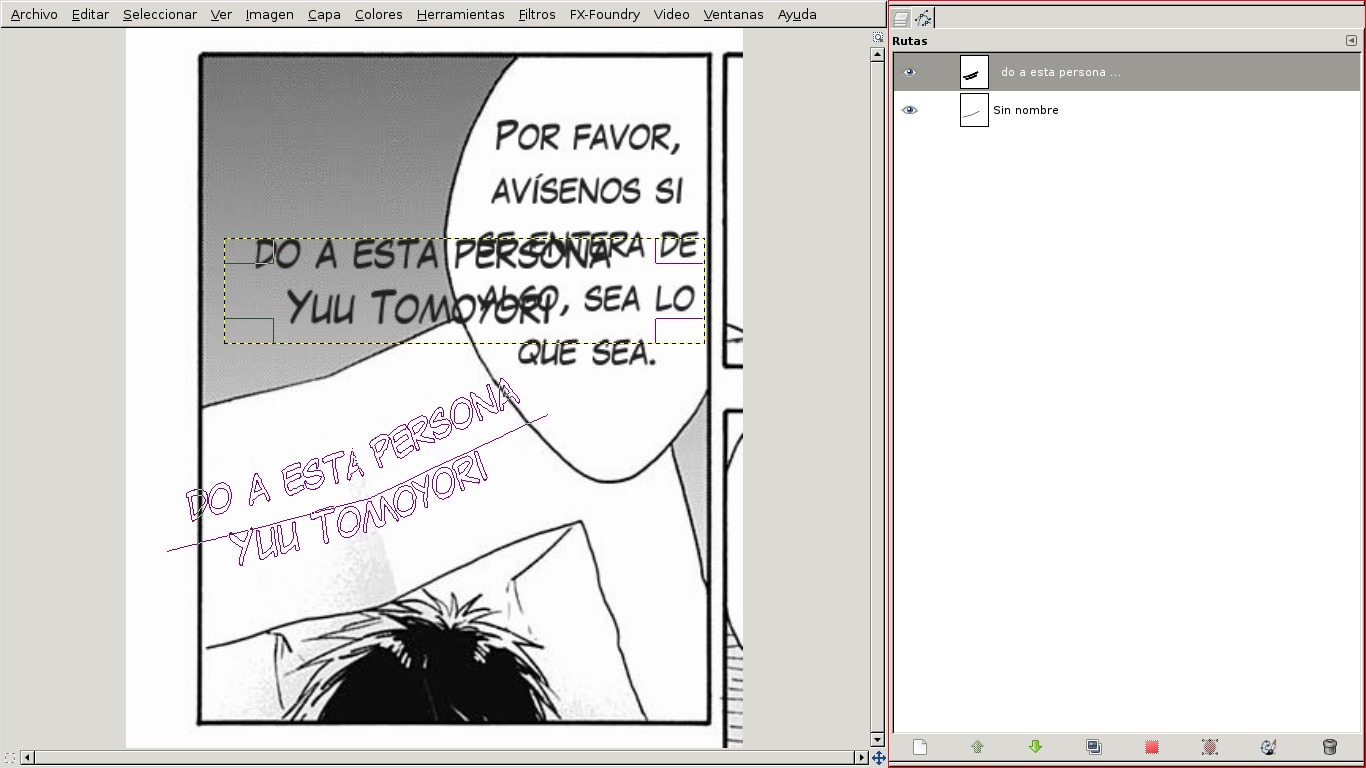 Archivo Editar Seleccionar Ver Imagen Capa Colores Herramientas Filtros FX-Foundry Video Ventanas Ayuda
Rutas
do a esta persona ...
Sin nombre
POR FAVOR,
AVÍSENOS SI
SE ENTERA DE
ALGO, SEA LO
QUE SEA.
DO A ESTA PERSONA
YUU TOMOYORI
DO A ESTA PERSONA
YUU TOMOYORI